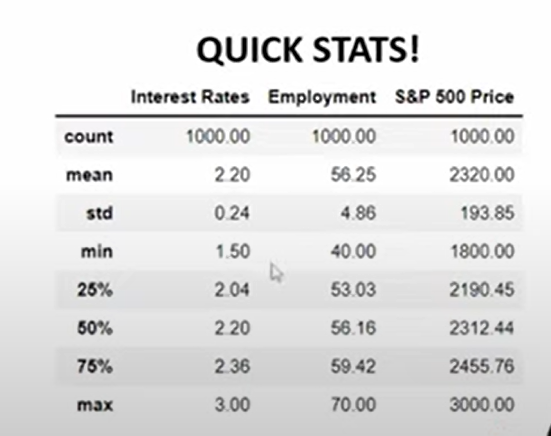 QUICK STATS!
Interest Rates Employment S&P 500 Price
count 1000.00 1000.00 1000.00
mean 2.20 56.25 2320.00
std 0.24 4.86 193.85
min 1.50 40.00 1800.00
25% 2.04 53.03 2190.45
50% 2.20 56.16 2312.44
75% 2.36 59.42 2455.76
max 3.00 70.00 3000.00